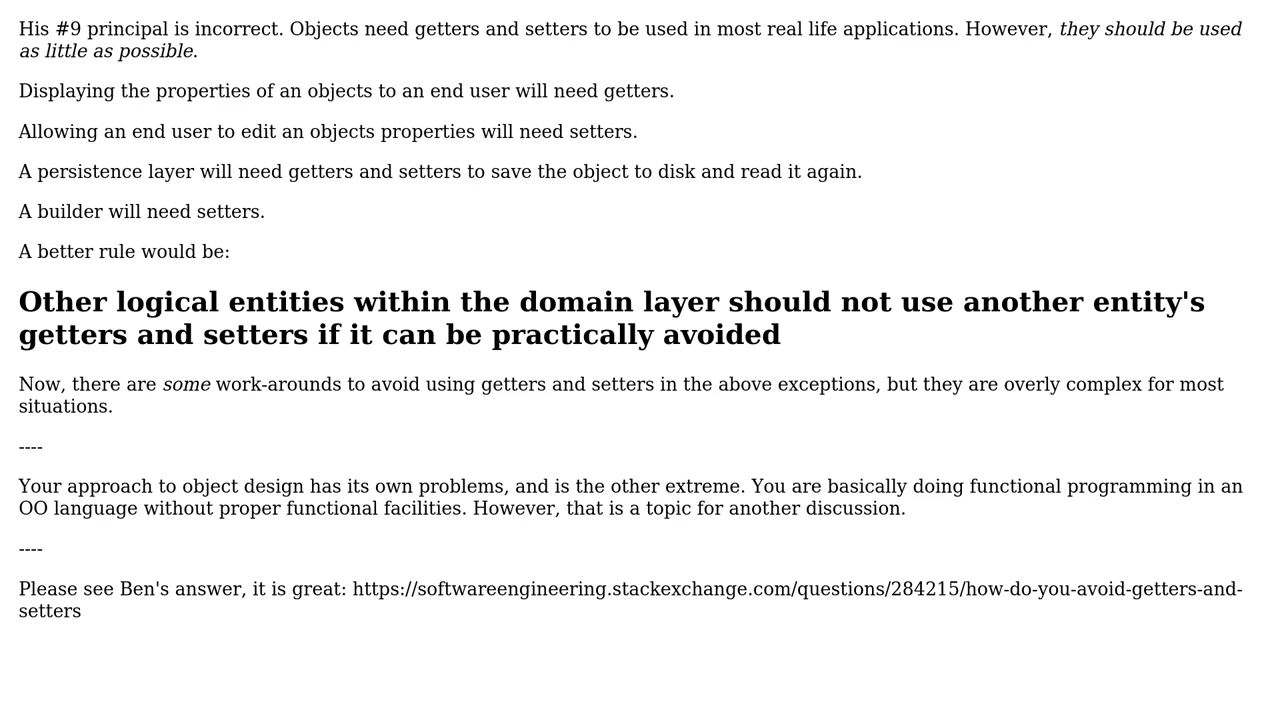 His #9 principal is incorrect. Objects need getters and setters to be used in most real life applications. However, they should be used
as little as possible.
Displaying the properties of an objects to an end user will need getters.
Allowing an end user to edit an objects properties will need setters.
A persistence layer will need getters and setters to save the object to disk and read it again.
A builder will need setters.
A better rule would be:
Other logical entities within the domain layer should not use another entity's
getters and setters if it can be practically avoided
Now, there are some work-arounds to avoid using getters and setters in the above exceptions, but they are overly complex for most
situations.
----
Your approach to object design has its own problems, and is the other extreme. You are basically doing functional programming in an
OO language without proper functional facilities. However, that is a topic for another discussion.
----
Please see Ben's answer, it is great: https://softwareengineering.stackexchange.com/questions/284215/how-do-you-avoid-getters-and-
setters